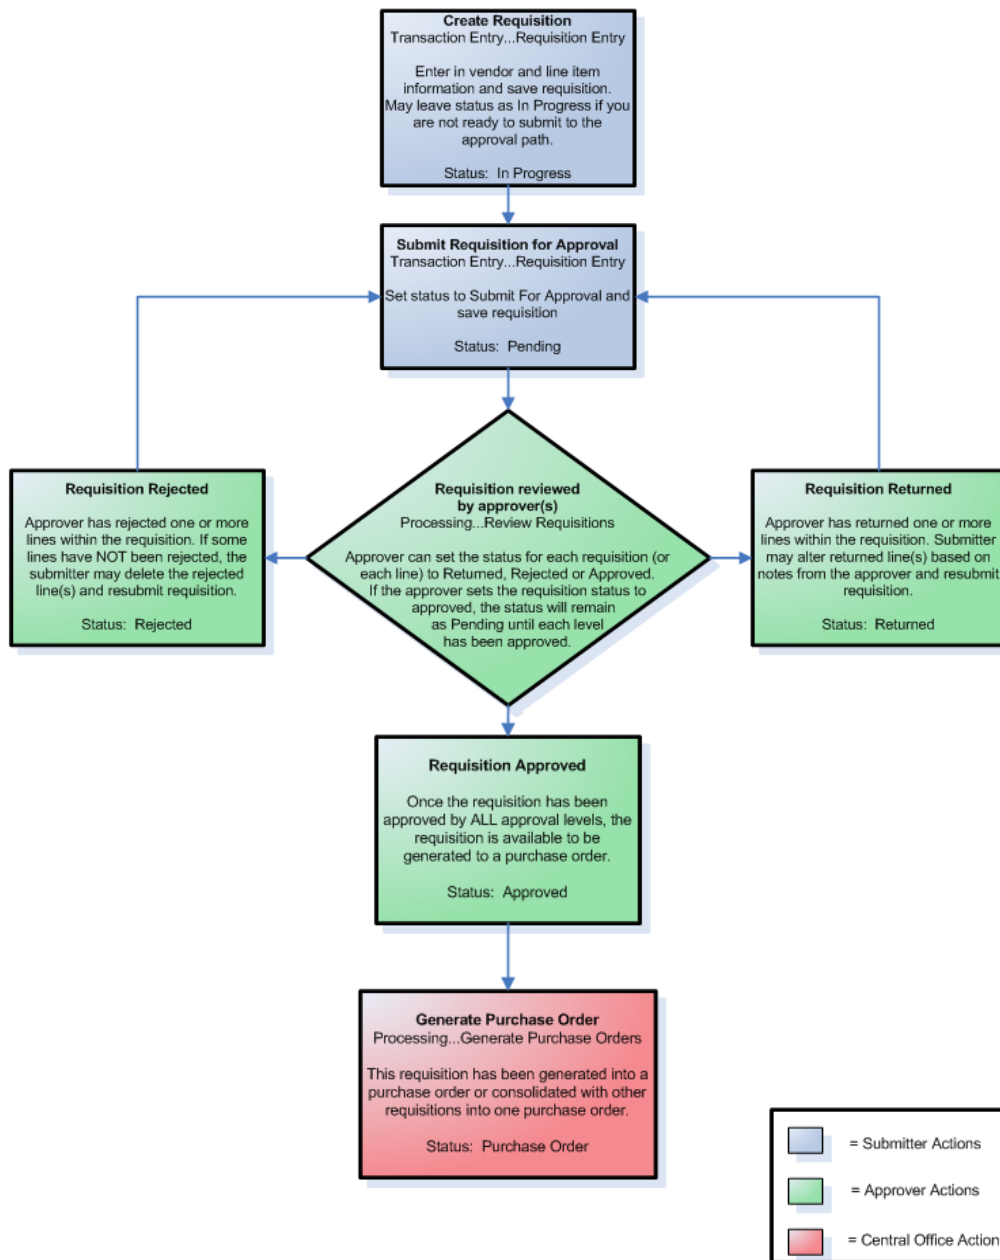 Create Requisition
Transaction Entry...Requisition Entry
Enter in vendor and line item
information and save requisition.
May leave status as In Progress if you
are not ready to submit to the
approval path.
Status:  In Progress
Submit Requisition for Approval
Transaction Entry...Requisition Entry
Set status to Submit For Approval and
save requisition
Status:  Pending
Requisition Rejected
Approver has rejected one or more
lines within the requisition. If some
lines have NOT been rejected, the
submitter may delete the rejected
line(s) and resubmit requisition.
Status:  Rejected
Requisition reviewed
by approver(s)
Processing...Review Requisitions
Approver can set the status for each requisition (or
each line) to Returned, Rejected or Approved.
If the approver sets the requisition status to
approved, the status will remain
as Pending until each level
has been approved.
Requisition Returned
Approver has returned one or more
lines within the requisition. Submitter
may alter returned line(s) based on
notes from the approver and resubmit
requisition.
Status:  Returned
Requisition Approved
Once the requisition has been
approved by ALL approval levels, the
requisition is available to be
generated to a purchase order.
Status:  Approved
Generate Purchase Order
Processing...Generate Purchase Orders
This requisition has been generated into a
purchase order or consolidated with other
requisitions into one purchase order.
Status:  Purchase Order
= Submitter Actions
= Approver Actions
= Central Office Action